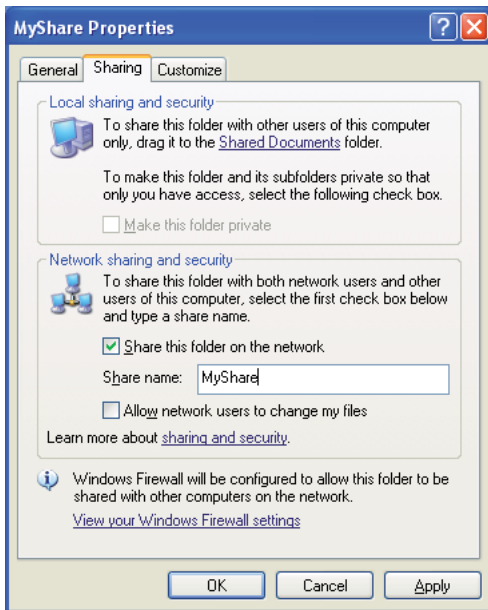 MyShare Properties
General Sharing Customize
Local sharing and security
To share this folder with other users of this computer
only, drag it to the Shared Documents folder.
To make this folder and its subfolders private so that
only you have access, select the following check box.
Make this folder private
Network sharing and security
To share this folder with both network users and other
users of this computer, select the first check box below
and type a share name.
Share this folder on the network
Share name: MyShare
Allow network users to change my files
Learn more about sharing and security.
Windows Firewall will be configured to allow this folder to be
shared with other computers on the network.
View your Windows Firewall settings
OK Cancel Apply